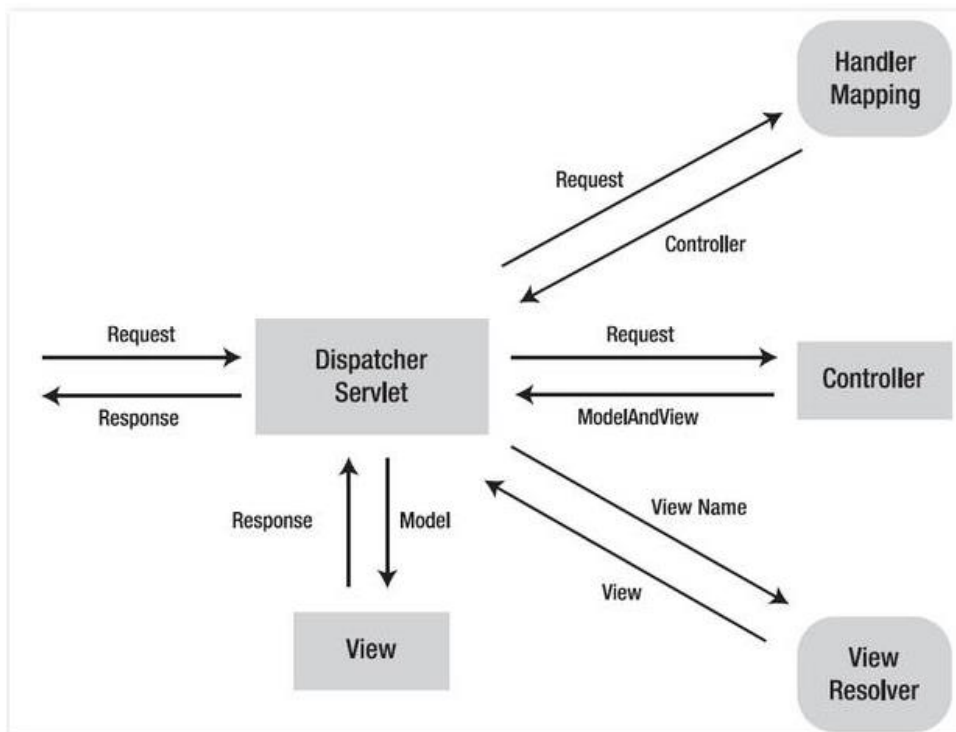 Handler
Mapping
Request
Controller
Request
Dispatcher
Servlet
Request
Controller
Response
ModelAndView
Response
Model
View Name
View
View
View
Resolver